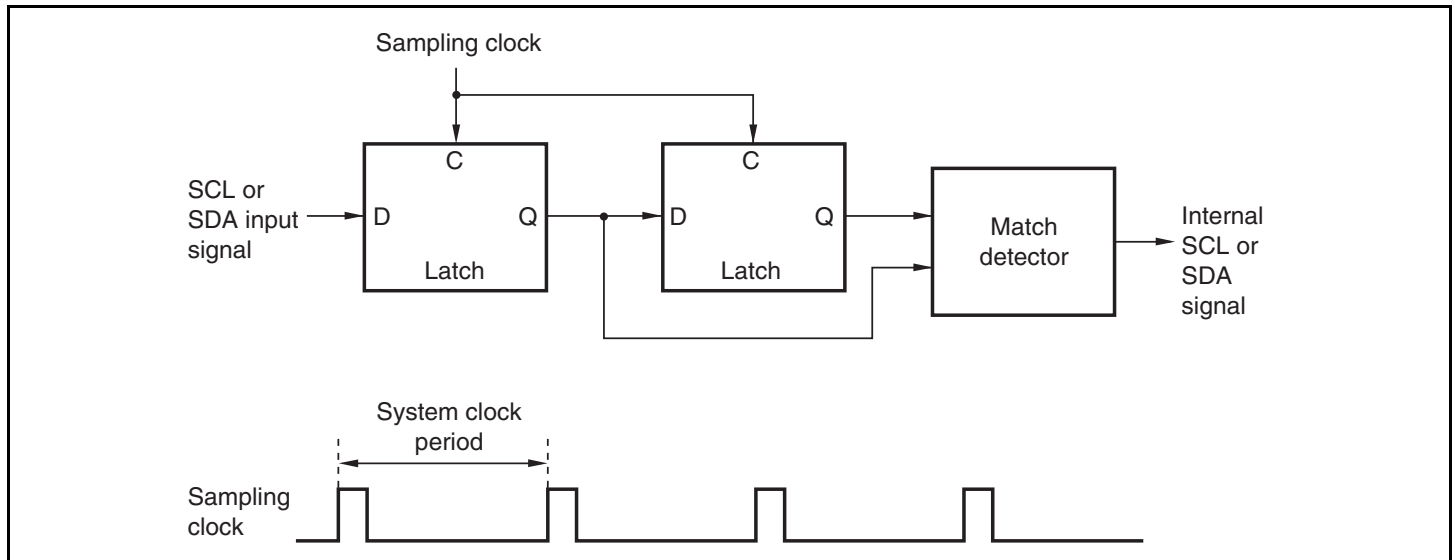 Sampling clock
C
C
SCL or
SDA input
signal
D
Q
D
Q
Latch
Latch
Match
detector
Internal
SCL or
SDA
signal
System clock
period
Sampling
clock